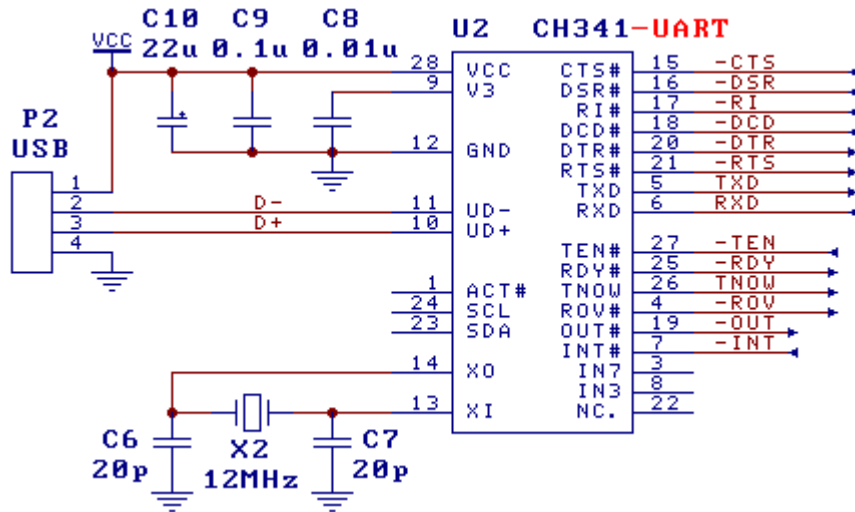 C10 C9 C8 U2 CH341-UART
VCC 22u 0.1u 0.01u
28 VCC CTS# 15 -CTS
9 V3 DSR# 16 -DSR
RI# 17 -RI
P2 DCD# 18 -DCD
USB 12 GND DTR# 20 -DTR
RTS# 21 -RTS
1 TXD 5 TXD
2 D- 11 UD- RXD 6 RXD
3 D+ 10 UD+
4 TEN# 27 -TEN
RDY# 25 -RDY
1 ACT# TNOW 26 TNOW
24 SCL ROV# 4 -ROV
23 SDA OUT# 19 -OUT
INT# 7 -INT
14 XO IN7 3
IN3 8
13 XI NC. 22
C6 X2 C7
20p 12MHz 20p